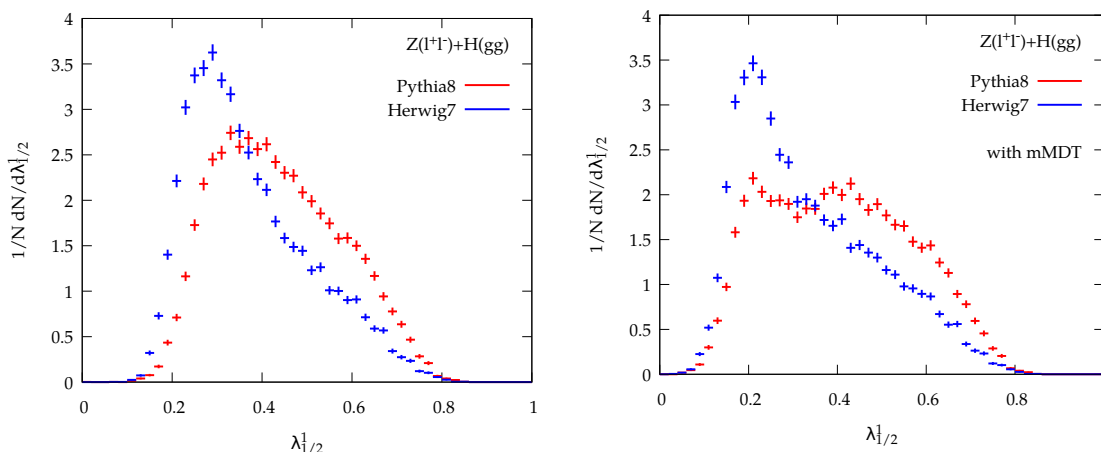 4
3.5
3
2.5
2
1.5
1
0.5
0
0 0.2 0.4 0.6 0.8 1
1/N dN/dλ¹₁/₂
λ¹₁/₂
Z(l⁺l⁻)+H(gg)
Pythia8
Herwig7
4
3.5
3
2.5
2
1.5
1
0.5
0
0 0.2 0.4 0.6 0.8
1/N dN/dλ¹₁/₂
λ¹₁/₂
Z(l⁺l⁻)+H(gg)
Pythia8
Herwig7
with mMDT